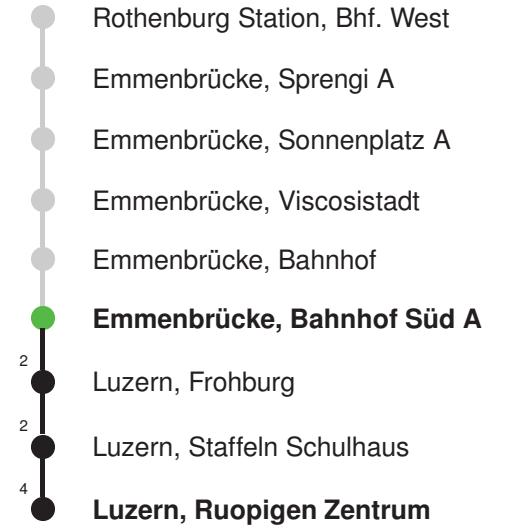 Rothenburg Station, Bhf. West
Emmenbrücke, Sprengi A
Emmenbrücke, Sonnenplatz A
Emmenbrücke, Viscosistadt
Emmenbrücke, Bahnhof
Emmenbrücke, Bahnhof Süd A
2
Luzern, Frohburg
2
Luzern, Staffeln Schulhaus
4
Luzern, Ruopigen Zentrum